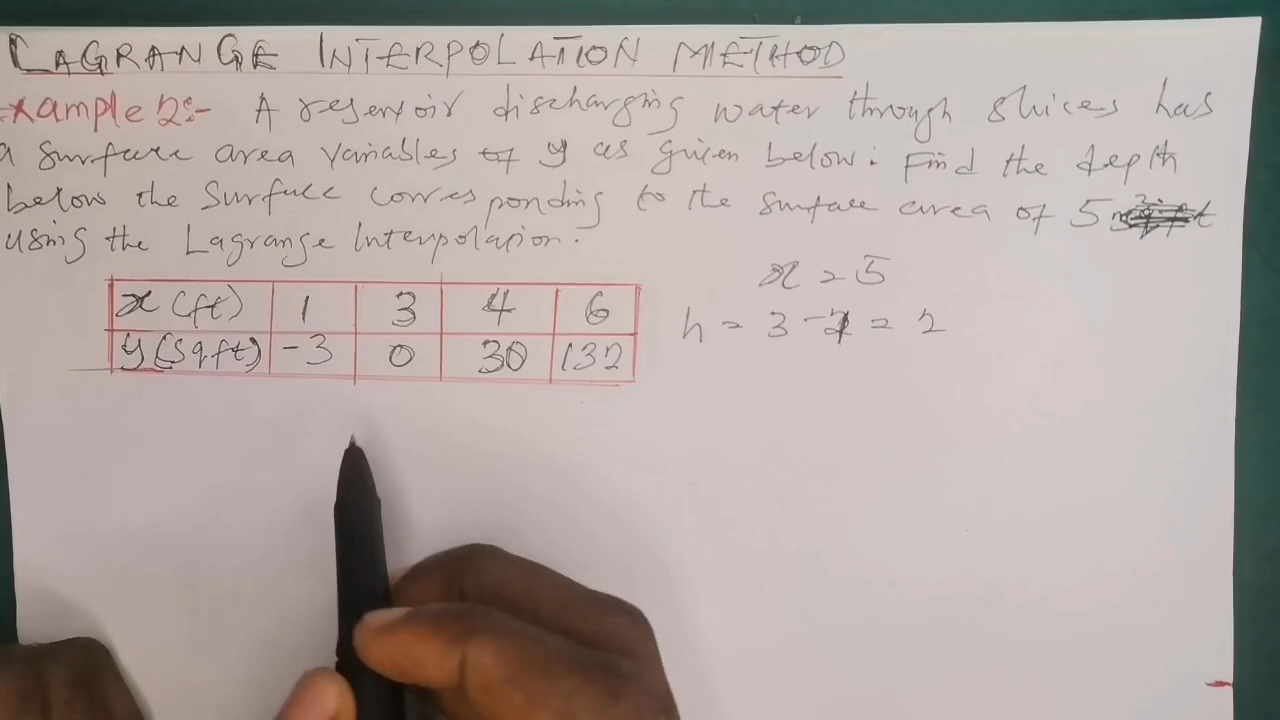 LAGRANGE INTERPOLATION METHOD
Example 2:- A reservoir discharging water through sluices has
a surface area variables of y as given below: Find the depth
below the surface corresponding to the surface area of 5
using the Lagrange Interpolation.
x = 5
h = 3 - 1 = 2
x (ft) 1 3 4 6
y (Sq.ft) -3 0 30 132